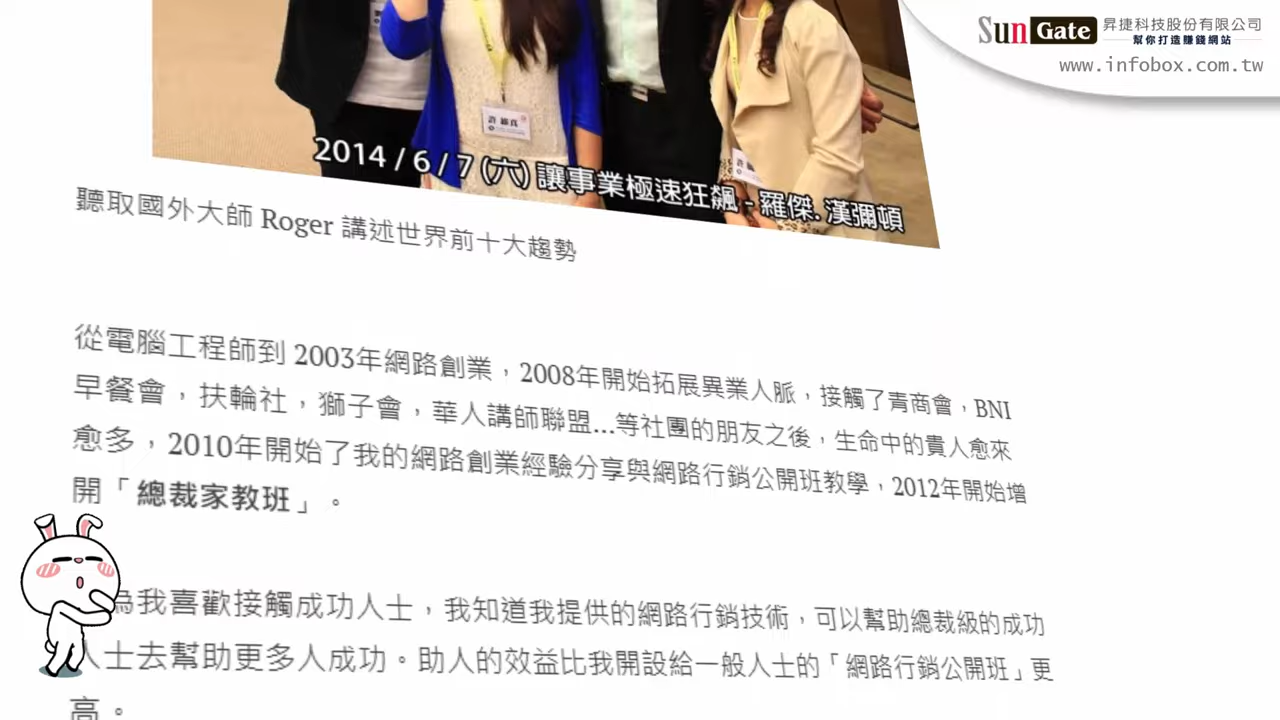 Sun Gate 昇捷科技股份有限公司
幫你打造賺錢網站
www.infobox.com.tw
許維真
許
2014 / 6 / 7 (六) 讓事業極速狂飆 - 羅傑. 漢彌頓
聽取國外大師 Roger 講述世界前十大趨勢
從電腦工程師到 2003年網路創業，2008年開始拓展異業人脈，接觸了青商會，BNI
早餐會，扶輪社，獅子會，華人講師聯盟...等社團的朋友之後，生命中的貴人愈來
愈多，2010年開始了我的網路創業經驗分享與網路行銷公開班教學，2012年開始增
開「總裁家教班」。
為我喜歡接觸成功人士，我知道我提供的網路行銷技術，可以幫助總裁級的成功
人士去幫助更多人成功。助人的效益比我開設給一般人士的「網路行銷公開班」更
高。